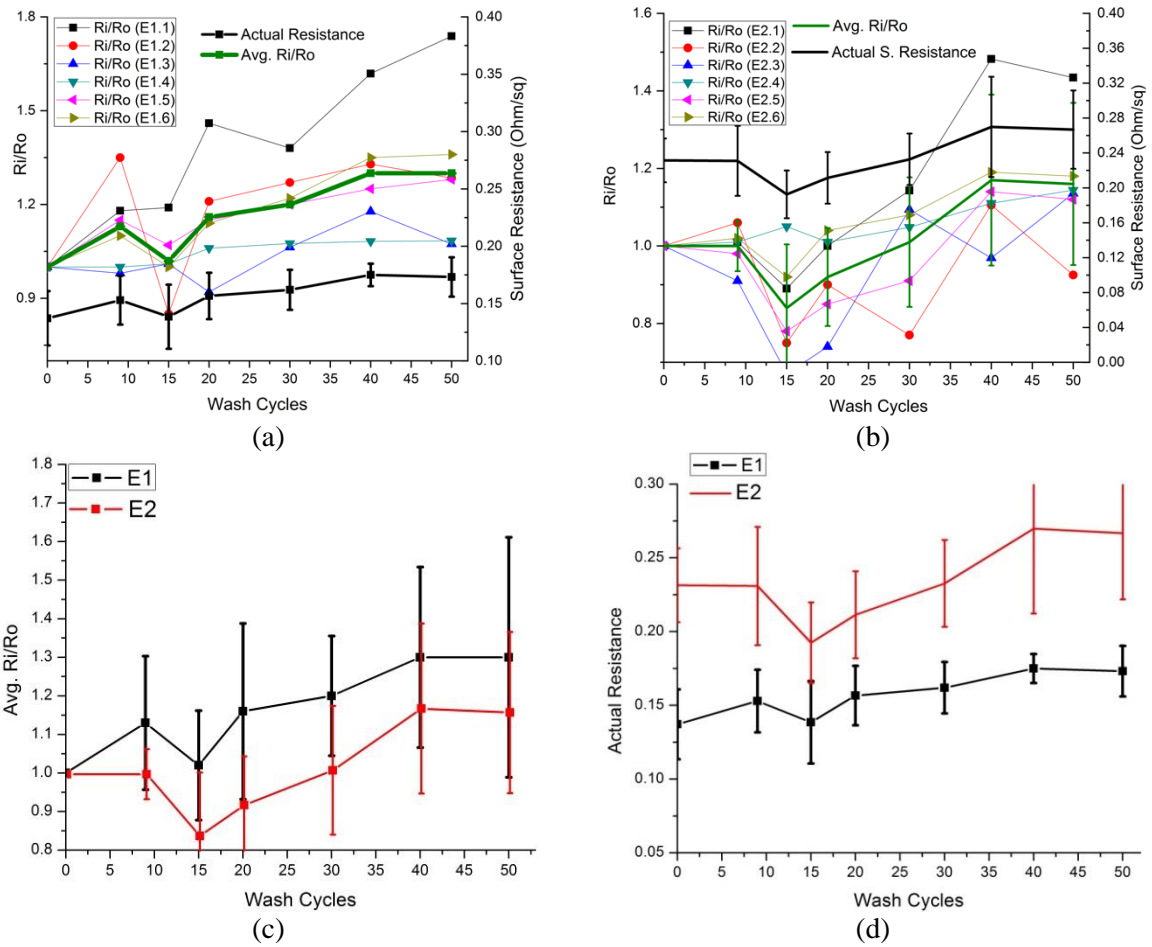 Ri/Ro (E1.1)
Ri/Ro (E1.2)
Ri/Ro (E1.3)
Ri/Ro (E1.4)
Ri/Ro (E1.5)
Ri/Ro (E1.6)
Actual Resistance
Avg. Ri/Ro
1.8
1.5
1.2
0.9
Ri/Ro
0.40
0.35
0.30
0.25
0.20
0.15
0.10
Surface Resistance (Ohm/sq)
0 5 10 15 20 25 30 35 40 45 50
Wash Cycles
(a)
Ri/Ro (E2.1)
Ri/Ro (E2.2)
Ri/Ro (E2.3)
Ri/Ro (E2.4)
Ri/Ro (E2.5)
Ri/Ro (E2.6)
Avg. Ri/Ro
Actual S. Resistance
1.6
1.4
1.2
1.0
0.8
Ri/Ro
0.40
0.36
0.32
0.28
0.24
0.20
0.16
0.12
0.08
0.04
0.00
Surface Resistance (Ohm/sq)
0 5 10 15 20 25 30 35 40 45 50
Wash Cycles
(b)
E1
E2
1.8
1.7
1.6
1.5
1.4
1.3
1.2
1.1
1.0
0.9
0.8
Avg. Ri/Ro
0 5 10 15 20 25 30 35 40 45 50
Wash Cycles
(c)
E1
E2
0.30
0.25
0.20
0.15
0.10
0.05
Actual Resistance
0 5 10 15 20 25 30 35 40 45 50
Wash Cycles
(d)